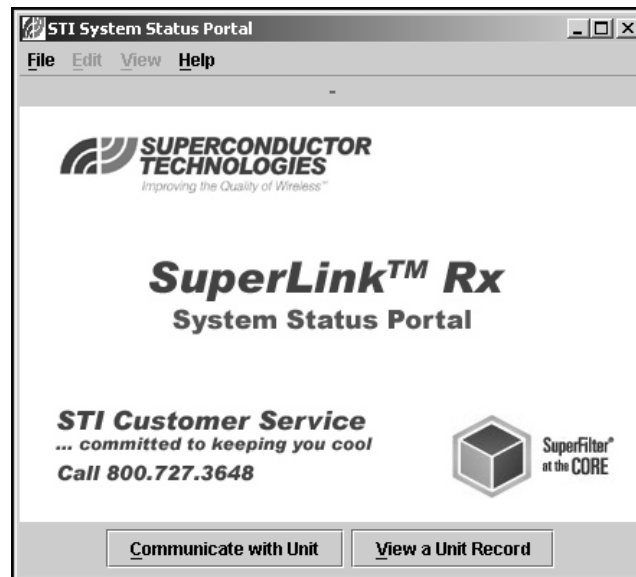 STI System Status Portal
File Edit View Help
-
SUPERCONDUCTOR
TECHNOLOGIES
Improving the Quality of Wireless™
SuperLink™ Rx
System Status Portal
STI Customer Service
... committed to keeping you cool
Call 800.727.3648
SuperFilter®
at the CORE
Communicate with Unit View a Unit Record